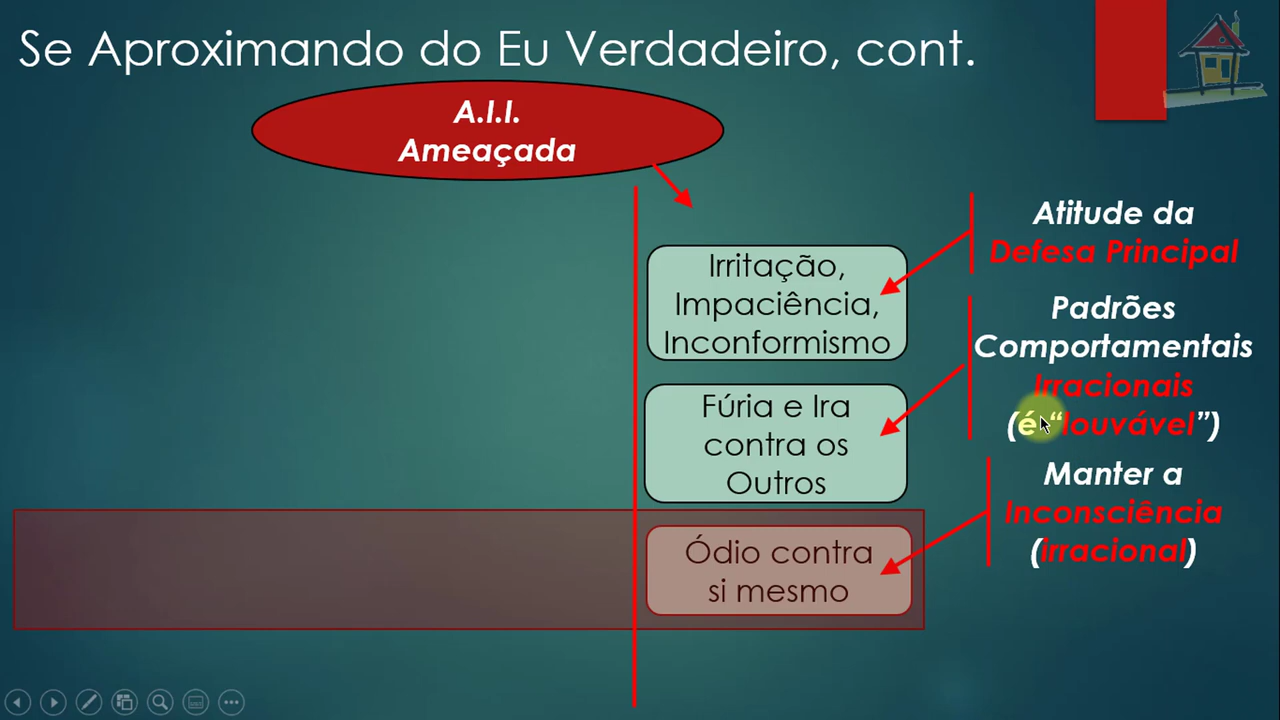 Se Aproximando do Eu Verdadeiro, cont.
A.I.I.
Ameaçada
Irritação,
Impaciência,
Inconformismo
Fúria e Ira
contra os
Outros
Ódio contra
si mesmo
Atitude da
Defesa Principal
Padrões
Comportamentais
Irracionais
(é “louvável”)
Manter a
Inconsciência
(irracional)